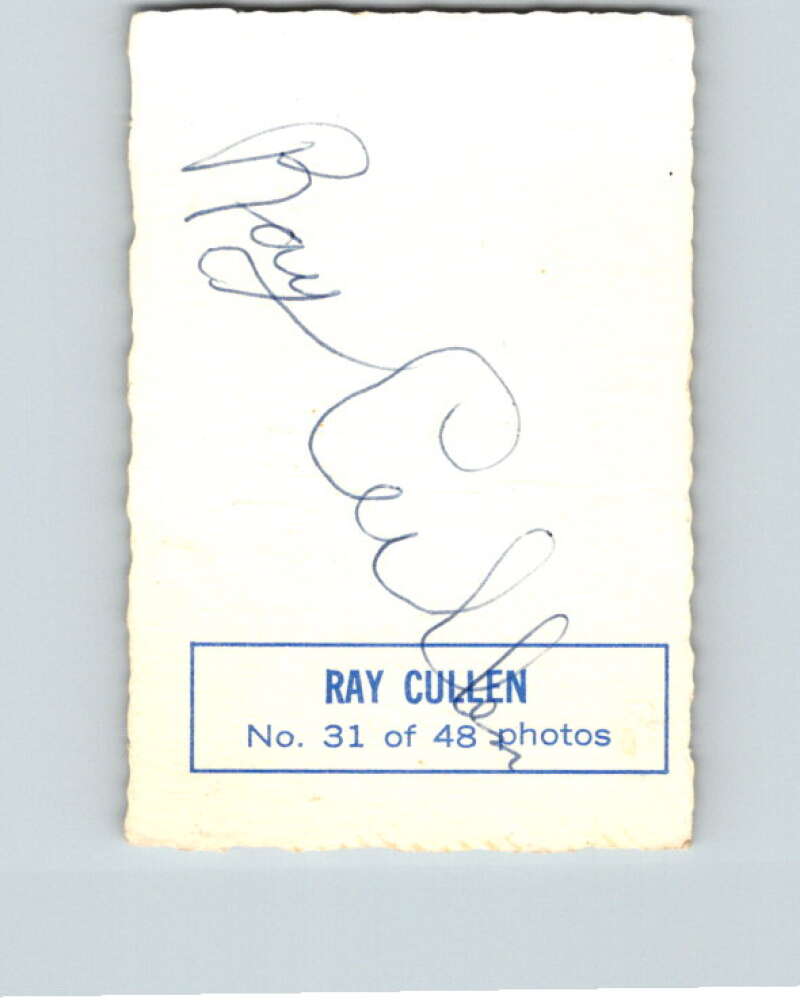 Ray
Cullen
RAY CULLEN
No. 31 of 48 photos